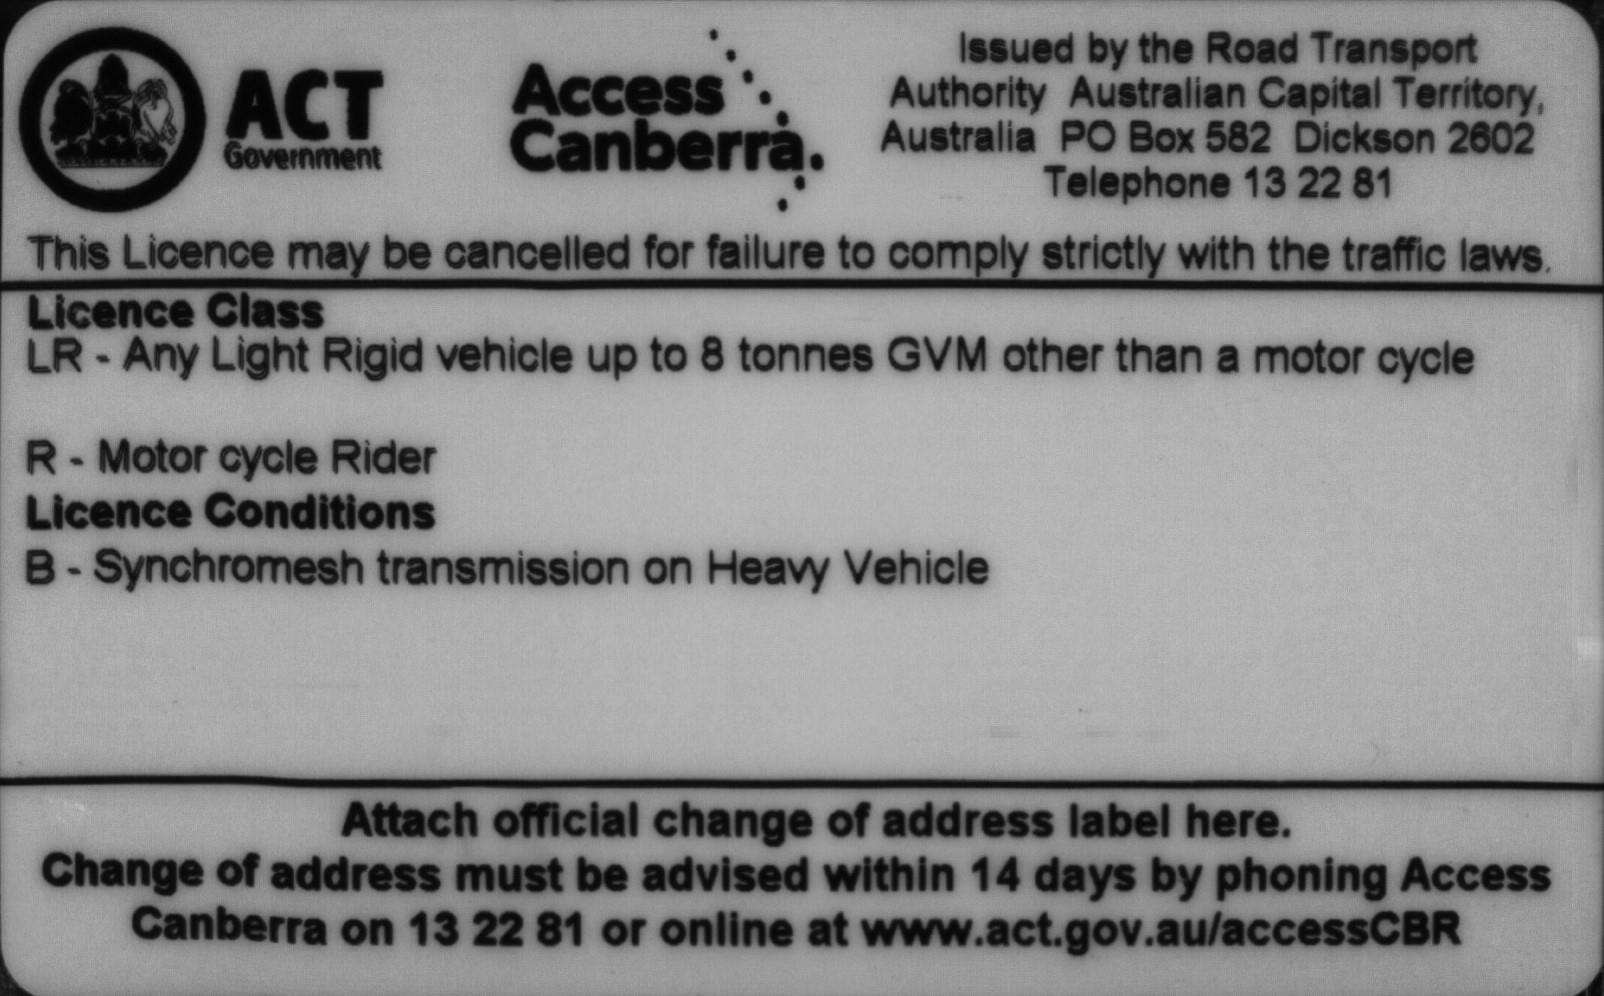 ACT
Government
Access
Canberra.
Issued by the Road Transport
Authority Australian Capital Territory,
Australia PO Box 582 Dickson 2602
Telephone 13 22 81
This Licence may be cancelled for failure to comply strictly with the traffic laws.
Licence Class
LR - Any Light Rigid vehicle up to 8 tonnes GVM other than a motor cycle
R - Motor cycle Rider
Licence Conditions
B - Synchromesh transmission on Heavy Vehicle
Attach official change of address label here.
Change of address must be advised within 14 days by phoning Access
Canberra on 13 22 81 or online at www.act.gov.au/accessCBR